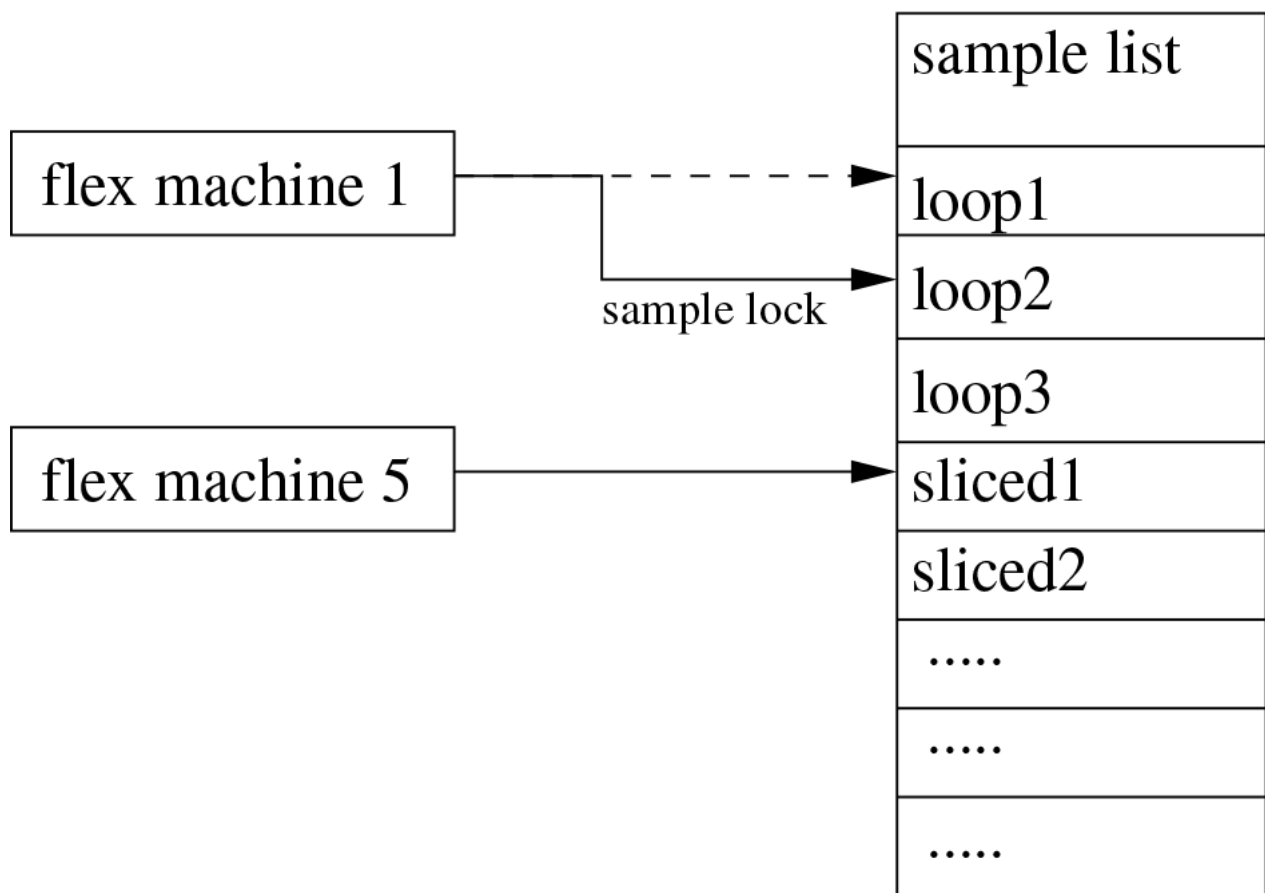 sample list
flex machine 1
loop1
loop2
sample lock
loop3
flex machine 5
sliced1
sliced2
.....
.....
.....